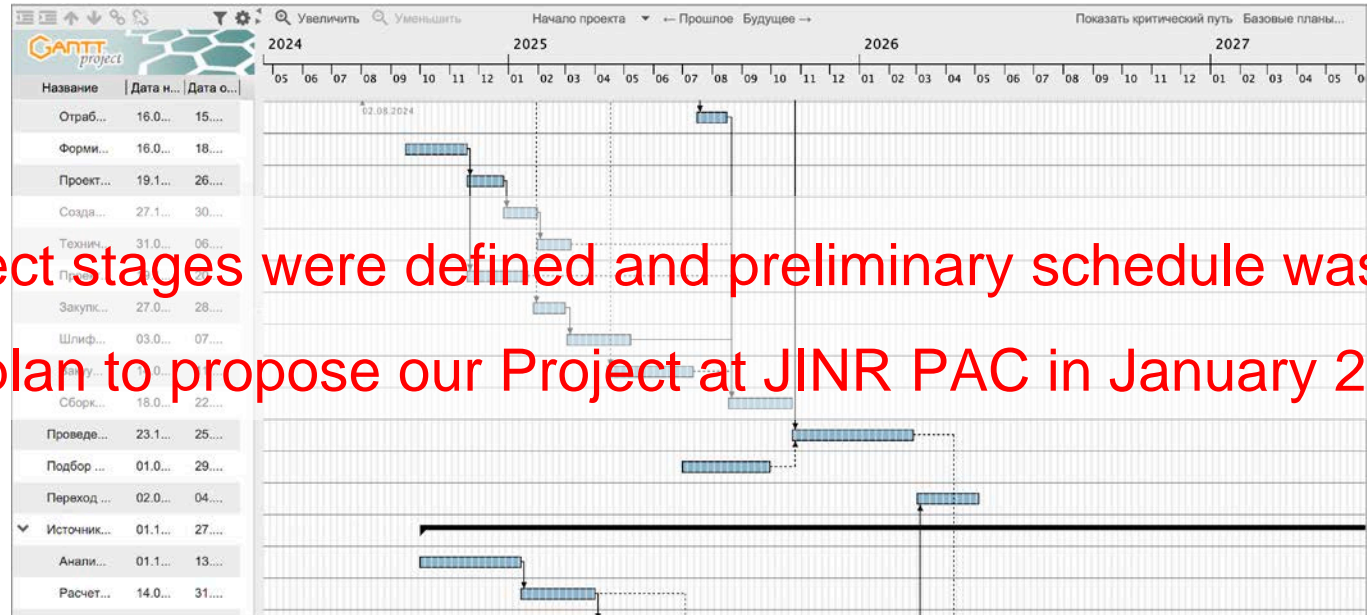 Увеличить Уменьшить Начало проекта ← Прошлое Будущее → Показать критический путь Базовые планы...
GANTT project
2024 2025 2026 2027
05 06 07 08 09 10 11 12 01 02 03 04 05 06 07 08 09 10 11 12 01 02 03 04 05 06 07 08 09 10 11 12 01 02 03 04 05
Название Дата н... Дата о...
02.08.2024
Отраб... 16.0... 15....
Форми... 16.0... 18....
Проект... 19.1... 26....
Созда... 27.1... 30....
Технич... 31.0... 06....
ect stages were defined and preliminary schedule was
Закупк... 27.0... 28....
Шлиф... 03.0... 07....
plan to propose our Project at JINR PAC in January 2
Сборк... 18.0... 22....
Проведе... 23.1... 25....
Подбор ... 01.0... 29....
Переход ... 02.0... 04....
Источник... 01.1... 27....
Анали... 01.1... 13....
Расчет... 14.0... 31....